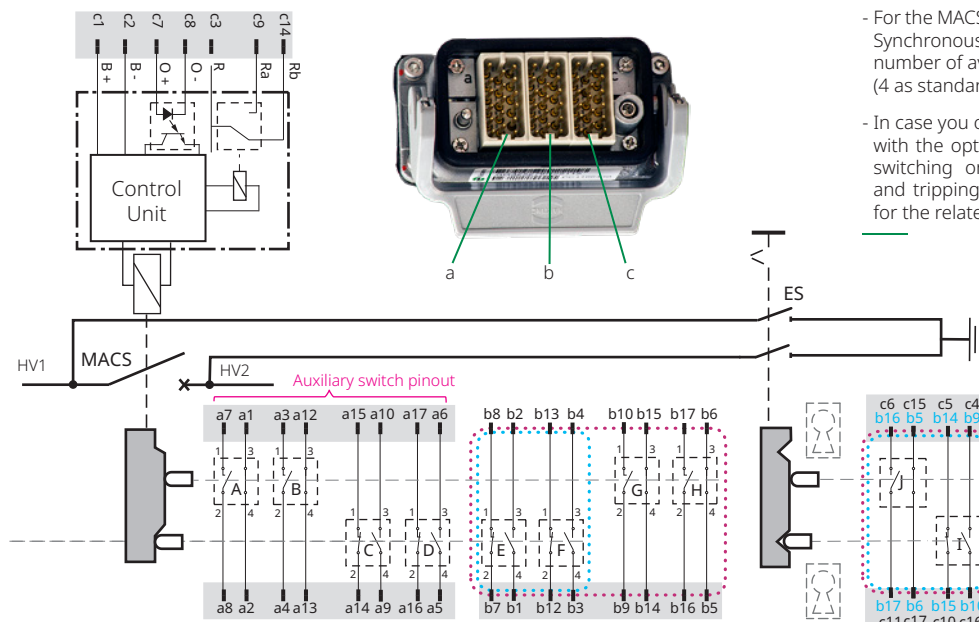 c1 c2 c7 c8 c3 c9 c14
B + B - O + O - R Ra Rb
Control
Unit
a b c
- For the MACS
Synchronous
number of av
(4 as standar
- In case you o
with the opt
switching or
and tripping
for the relate
ES
HV1 MACS HV2
Auxiliary switch pinout
a7 a1 a3 a12 a15 a10 a17 a6 b8 b2 b13 b4 b10 b15 b17 b6
c6 c15 c5 c4
b16 b5 b14 b9
1 3 1 3 1 3 1 3
A B G H J
2 4 2 4 2 4 2 4
1 3 1 3 1 3 1 3
C D E F I
2 4 2 4 2 4 2 4
a8 a2 a4 a13 a14 a9 a16 a5 b7 b1 b12 b3 b9 b14 b16 b5
b17 b6 b15 b10
c11 c17 c10